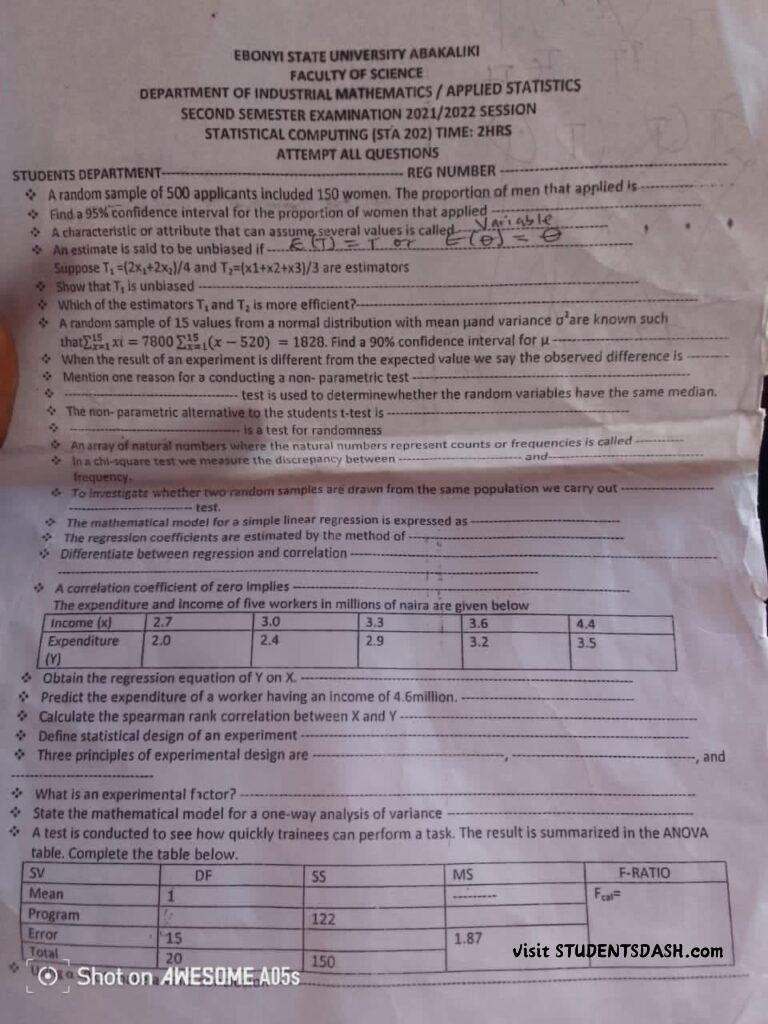 EBONYI STATE UNIVERSITY ABAKALIKI
FACULTY OF SCIENCE
DEPARTMENT OF INDUSTRIAL MATHEMATICS / APPLIED STATISTICS
SECOND SEMESTER EXAMINATION 2021/2022 SESSION
STATISTICAL COMPUTING (STA 202) TIME: 2HRS
ATTEMPT ALL QUESTIONS
STUDENTS DEPARTMENT---------- REG NUMBER ----------
❖ A random sample of 500 applicants included 150 women. The proportion of men that applied is ----------
❖ Find a 95% confidence interval for the proportion of women that applied ----------
❖ A characteristic or attribute that can assume several values is called Variable
❖ An estimate is said to be unbiased if E(T) = T or E(θ) = θ
Suppose T₁ =(2x₁+2x₂)/4 and T₂=(x1+x2+x3)/3 are estimators
❖ Show that T₁ is unbiased ----------
❖ Which of the estimators T₁ and T₂ is more efficient?----------
❖ A random sample of 15 values from a normal distribution with mean μand variance σ² are known such
that∑¹⁵ₓ₌₁ xi = 7800 ∑¹⁵ₓ₌₁(x − 520) = 1828. Find a 90% confidence interval for μ ----------
❖ When the result of an experiment is different from the expected value we say the observed difference is ----------
❖ Mention one reason for a conducting a non- parametric test ----------
❖ ---------- test is used to determinewhether the random variables have the same median.
❖ The non- parametric alternative to the students t-test is ----------
❖ ---------- is a test for randomness
❖ An array of natural numbers where the natural numbers represent counts or frequencies is called ----------
❖ In a chi-square test we measure the discrepancy between ---------- and----------
frequency.
❖ To investigate whether two random samples are drawn from the same population we carry out ----------
---------- test.
❖ The mathematical model for a simple linear regression is expressed as ----------
❖ The regression coefficients are estimated by the method of ----------
❖ Differentiate between regression and correlation ----------
❖ A correlation coefficient of zero implies ----------
The expenditure and income of five workers in millions of naira are given below
Income (x) 2.7 3.0 3.3 3.6 4.4
Expenditure 2.0 2.4 2.9 3.2 3.5
(Y)
❖ Obtain the regression equation of Y on X. ----------
❖ Predict the expenditure of a worker having an income of 4.6million. ----------
❖ Calculate the spearman rank correlation between X and Y ----------
❖ Define statistical design of an experiment ----------
❖ Three principles of experimental design are ----------, ----------, and
----------
❖ What is an experimental factor? ----------
❖ State the mathematical model for a one-way analysis of variance ----------
❖ A test is conducted to see how quickly trainees can perform a task. The result is summarized in the ANOVA
table. Complete the table below.
SV DF SS MS F-RATIO
Mean 1 --------- Fcal=
Program 122
Error 15 1.87
Total 20 150
Visit STUDENTSDASH.com
Shot on AWESOME A05s